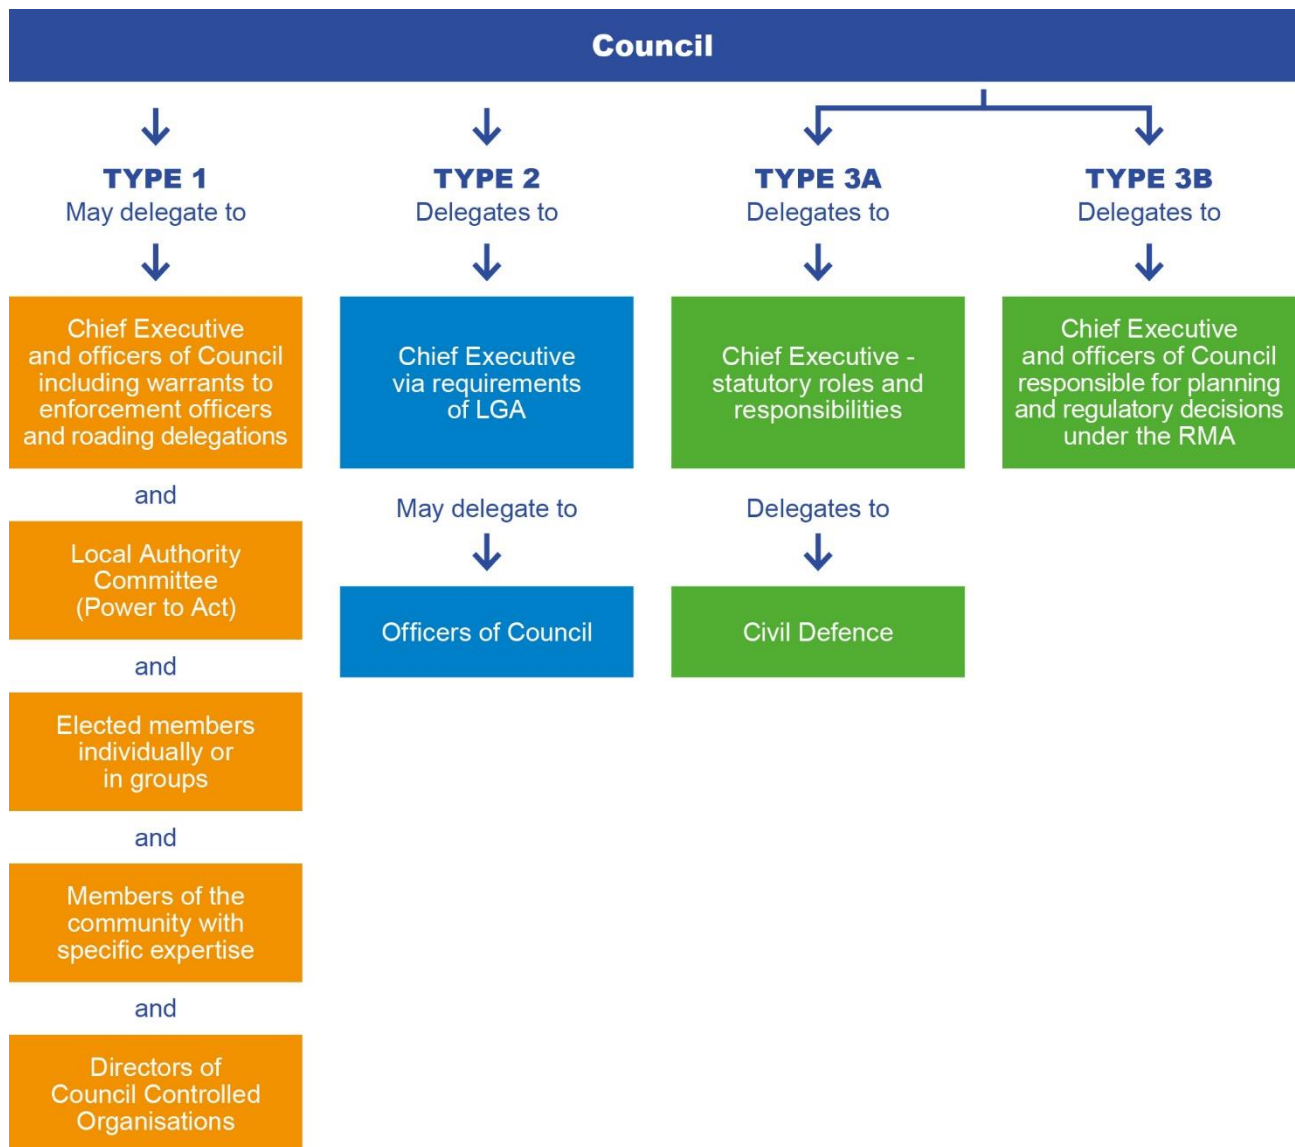 Council
TYPE 1
May delegate to
Chief Executive
and officers of Council
including warrants to
enforcement officers
and roading delegations
and
Local Authority
Committee
(Power to Act)
and
Elected members
individually or
in groups
and
Members of the
community with
specific expertise
and
Directors of
Council Controlled
Organisations
TYPE 2
Delegates to
Chief Executive
via requirements
of LGA
May delegate to
Officers of Council
TYPE 3A
Delegates to
Chief Executive -
statutory roles and
responsibilities
Delegates to
Civil Defence
TYPE 3B
Delegates to
Chief Executive
and officers of Council
responsible for planning
and regulatory decisions
under the RMA